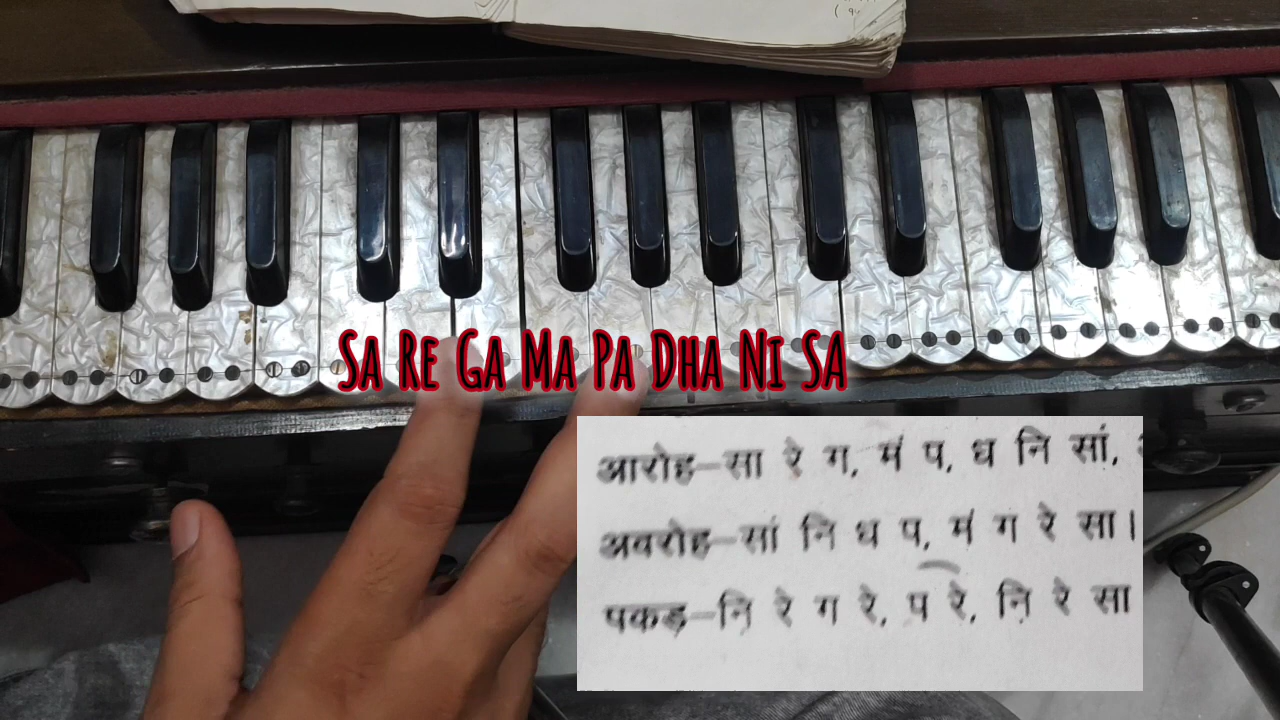 SA RE GA MA PA DHA NI SA
आरोह–सा रे ग, मं प, ध नि सां,
अवरोह–सां नि ध प, मं ग रे सा।
पकड़–नि़ रे ग रे, प रे, नि़ रे सा